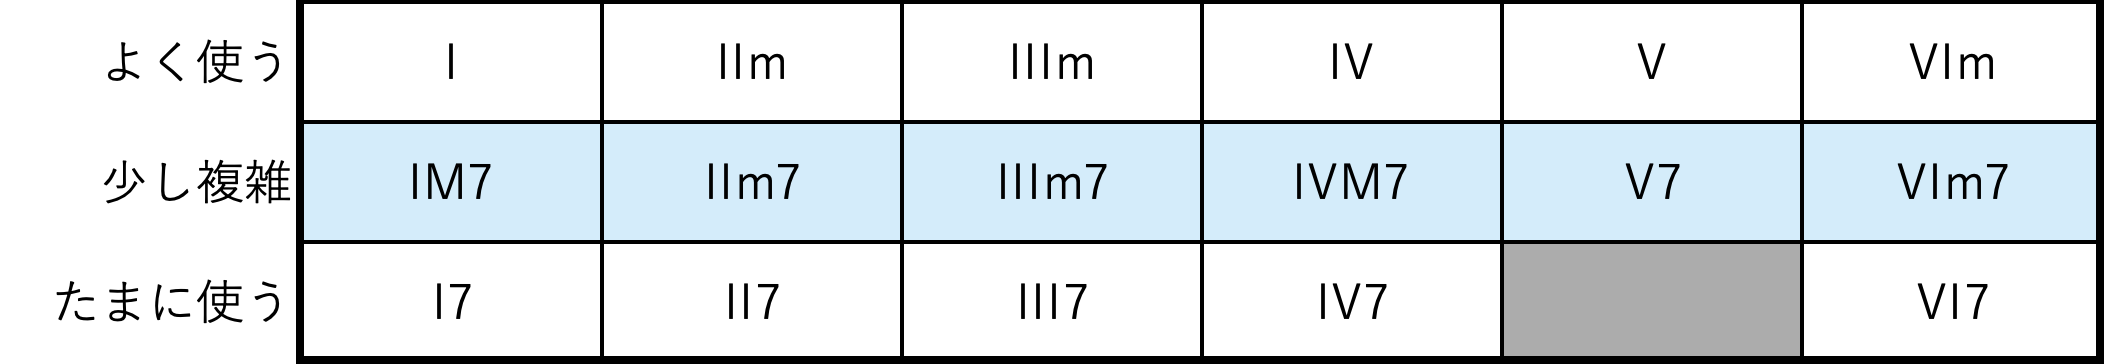 よく使う I IIm IIIm IV V VIm
少し複雑 IM7 IIm7 IIIm7 IVM7 V7 VIm7
たまに使う I7 II7 III7 IV7 VI7